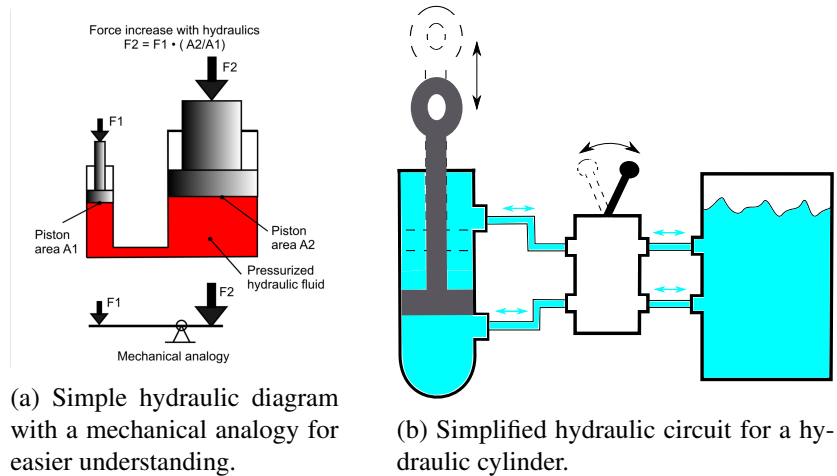 Force increase with hydraulics
F2 = F1 • (A2/A1)
F2
F1
Piston
area A1
Piston
area A2
Pressurized
hydraulic fluid
F1
F2
Mechanical analogy
(a) Simple hydraulic diagram
with a mechanical analogy for
easier understanding.
(b) Simplified hydraulic circuit for a hy-
draulic cylinder.